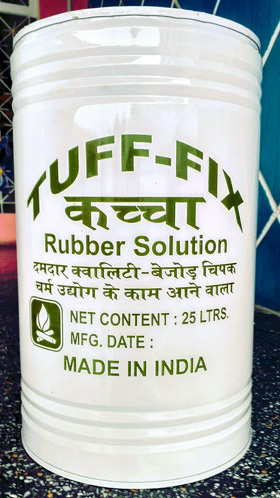 TUFF-FIX
कच्चा
Rubber Solution
दमदार क्वालिटी-बेजोड़ चिपक
चर्म उद्योग के काम आने वाला
NET CONTENT : 25 LTRS.
MFG. DATE :
MADE IN INDIA